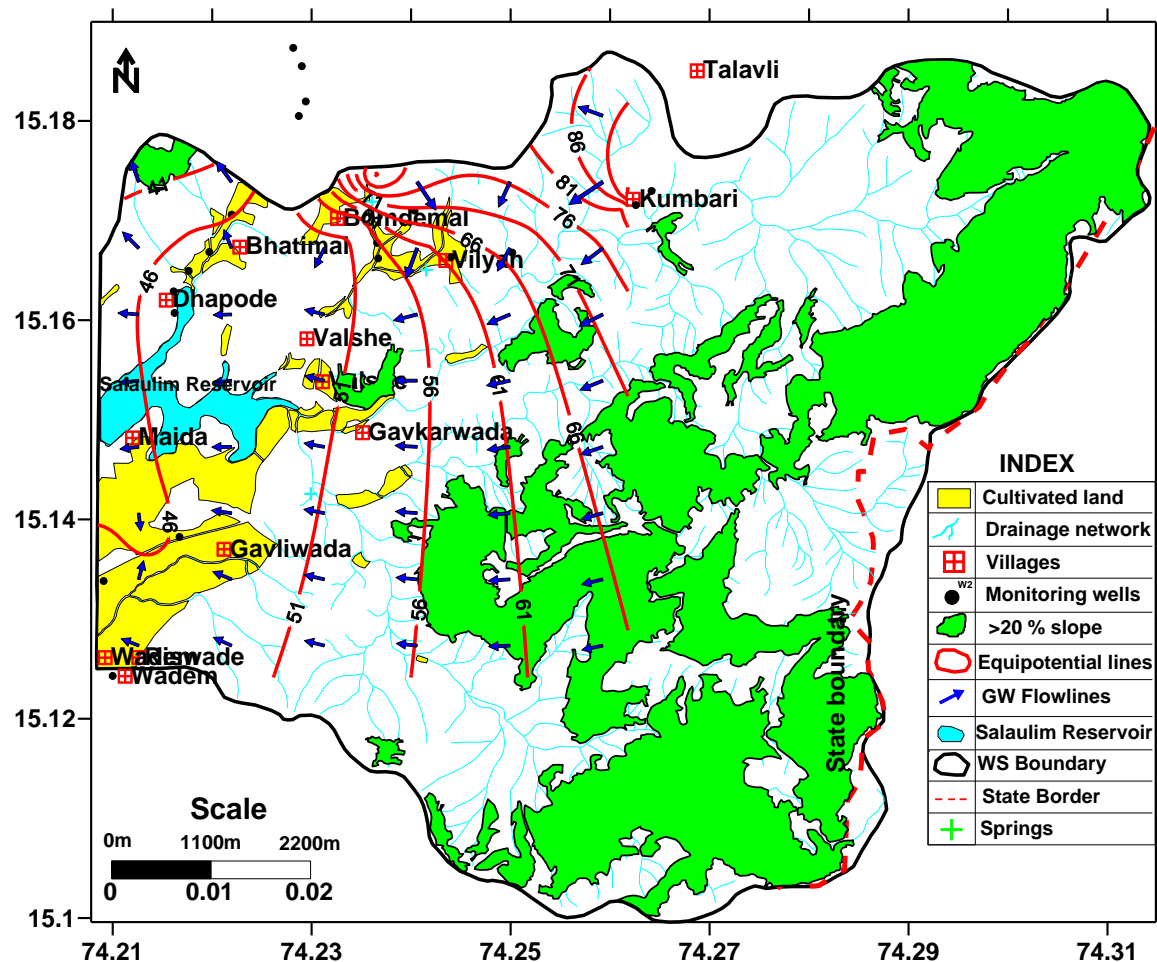 N
Talavli
15.18
86
41
81
Kumbari
76
Boundemal
66
Bhatimal
Vilyan
46
71
Dhapode
15.16
Valshe
Salaulim Reservoir
51
56
61
66
Maida
Gavkarwada
INDEX
Cultivated land
46
15.14
Drainage network
Gavliwada
Villages
W2
Monitoring wells
51
56
61
>20 % slope
State boundary
Equipotential lines
Wadem
GW Flowlines
15.12
Salaulim Reservoir
WS Boundary
Scale
State Border
0m 1100m 2200m
Springs
0 0.01 0.02
15.1
74.21 74.23 74.25 74.27 74.29 74.31